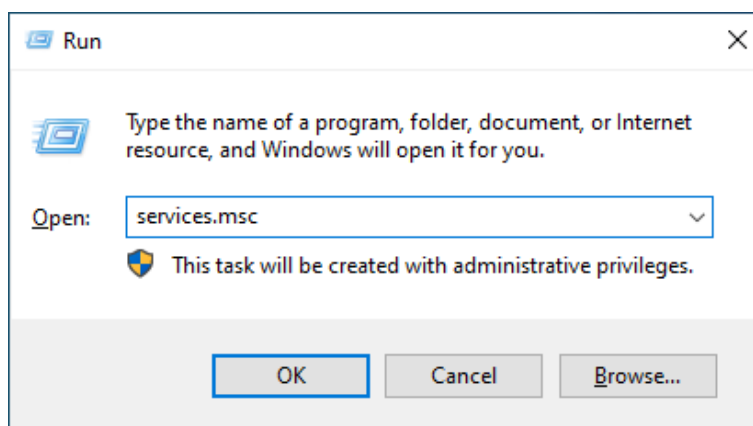 Run
Type the name of a program, folder, document, or Internet
resource, and Windows will open it for you.
Open: services.msc
This task will be created with administrative privileges.
OK Cancel Browse...